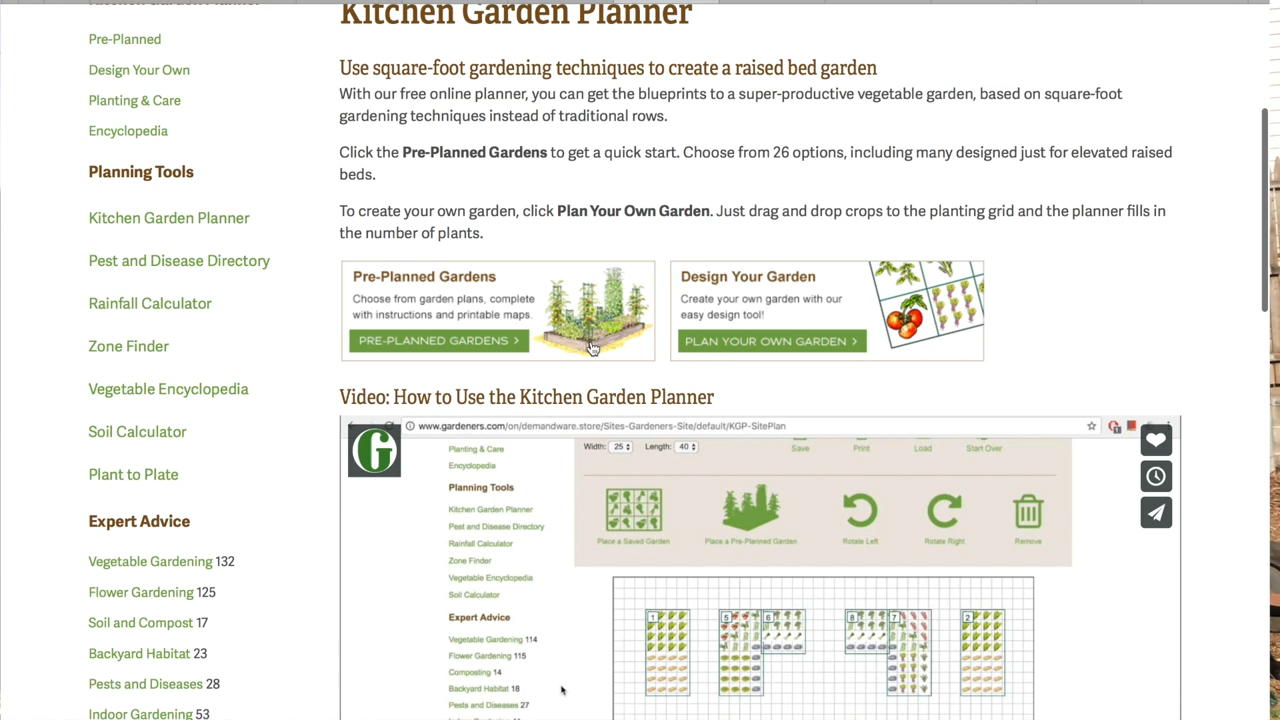 Kitchen Garden Planner
Pre-Planned
Design Your Own
Planting & Care
Encyclopedia
Planning Tools
Kitchen Garden Planner
Pest and Disease Directory
Rainfall Calculator
Zone Finder
Vegetable Encyclopedia
Soil Calculator
Plant to Plate
Expert Advice
Vegetable Gardening 132
Flower Gardening 125
Soil and Compost 17
Backyard Habitat 23
Pests and Diseases 28
Indoor Gardening 53
Use square-foot gardening techniques to create a raised bed garden
With our free online planner, you can get the blueprints to a super-productive vegetable garden, based on square-foot
gardening techniques instead of traditional rows.
Click the Pre-Planned Gardens to get a quick start. Choose from 26 options, including many designed just for elevated raised
beds.
To create your own garden, click Plan Your Own Garden. Just drag and drop crops to the planting grid and the planner fills in
the number of plants.
Pre-Planned Gardens
Choose from garden plans, complete
with instructions and printable maps.
PRE-PLANNED GARDENS >
Design Your Garden
Create your own garden with our
easy design tool!
PLAN YOUR OWN GARDEN >
Video: How to Use the Kitchen Garden Planner
G
www.gardeners.com/on/demandware.store/Sites-Gardeners-Site/default/KGP-SitePlan
Width: 25 Length: 40
Save Print Load Start Over
Planting & Care
Encyclopedia
Planning Tools
Kitchen Garden Planner
Pest and Disease Directory
Rainfall Calculator
Zone Finder
Vegetable Encyclopedia
Soil Calculator
Expert Advice
Vegetable Gardening 114
Flower Gardening 115
Composting 14
Backyard Habitat 18
Pests and Diseases 27
Place a Saved Garden Place a Pre-Planned Garden Rotate Left Rotate Right Remove
1 5 6 8 7 2